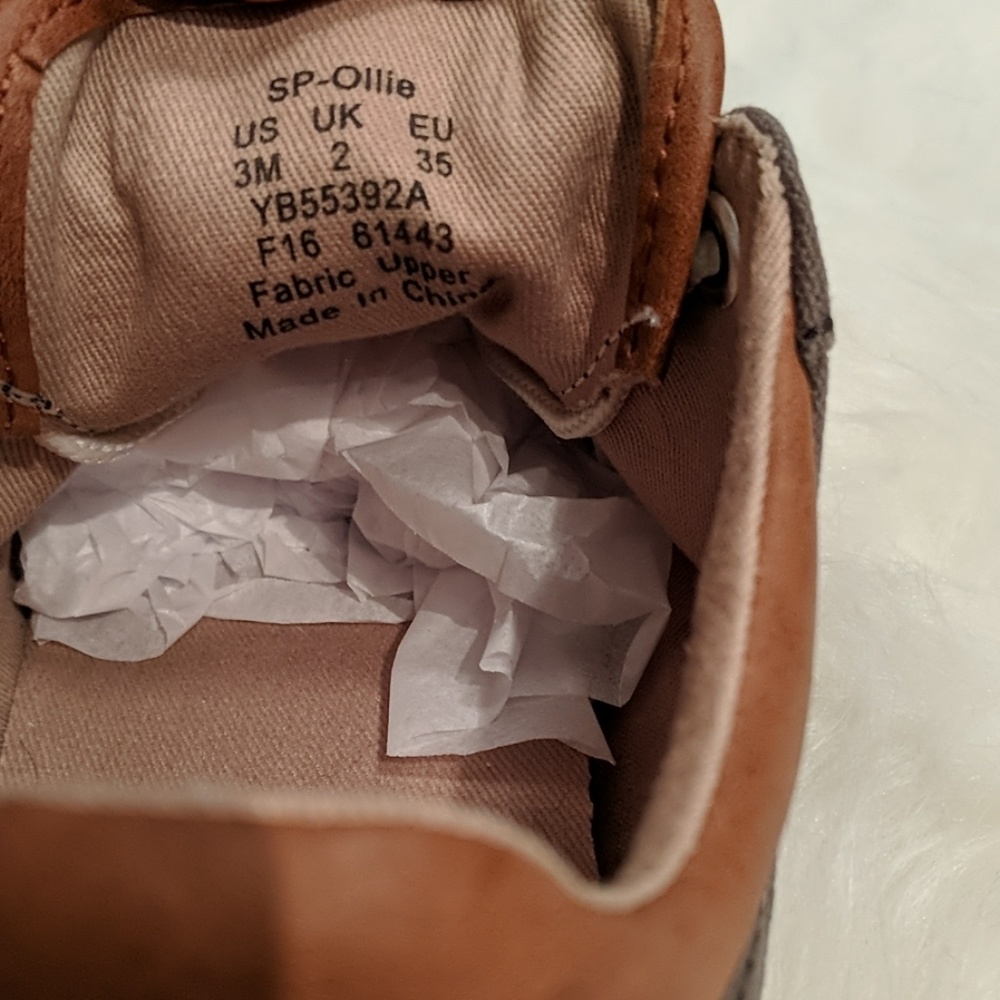 SP-Ollie
US UK EU
3M 2 35
YB55392A
F16 61443
Fabric Upper
Made In China